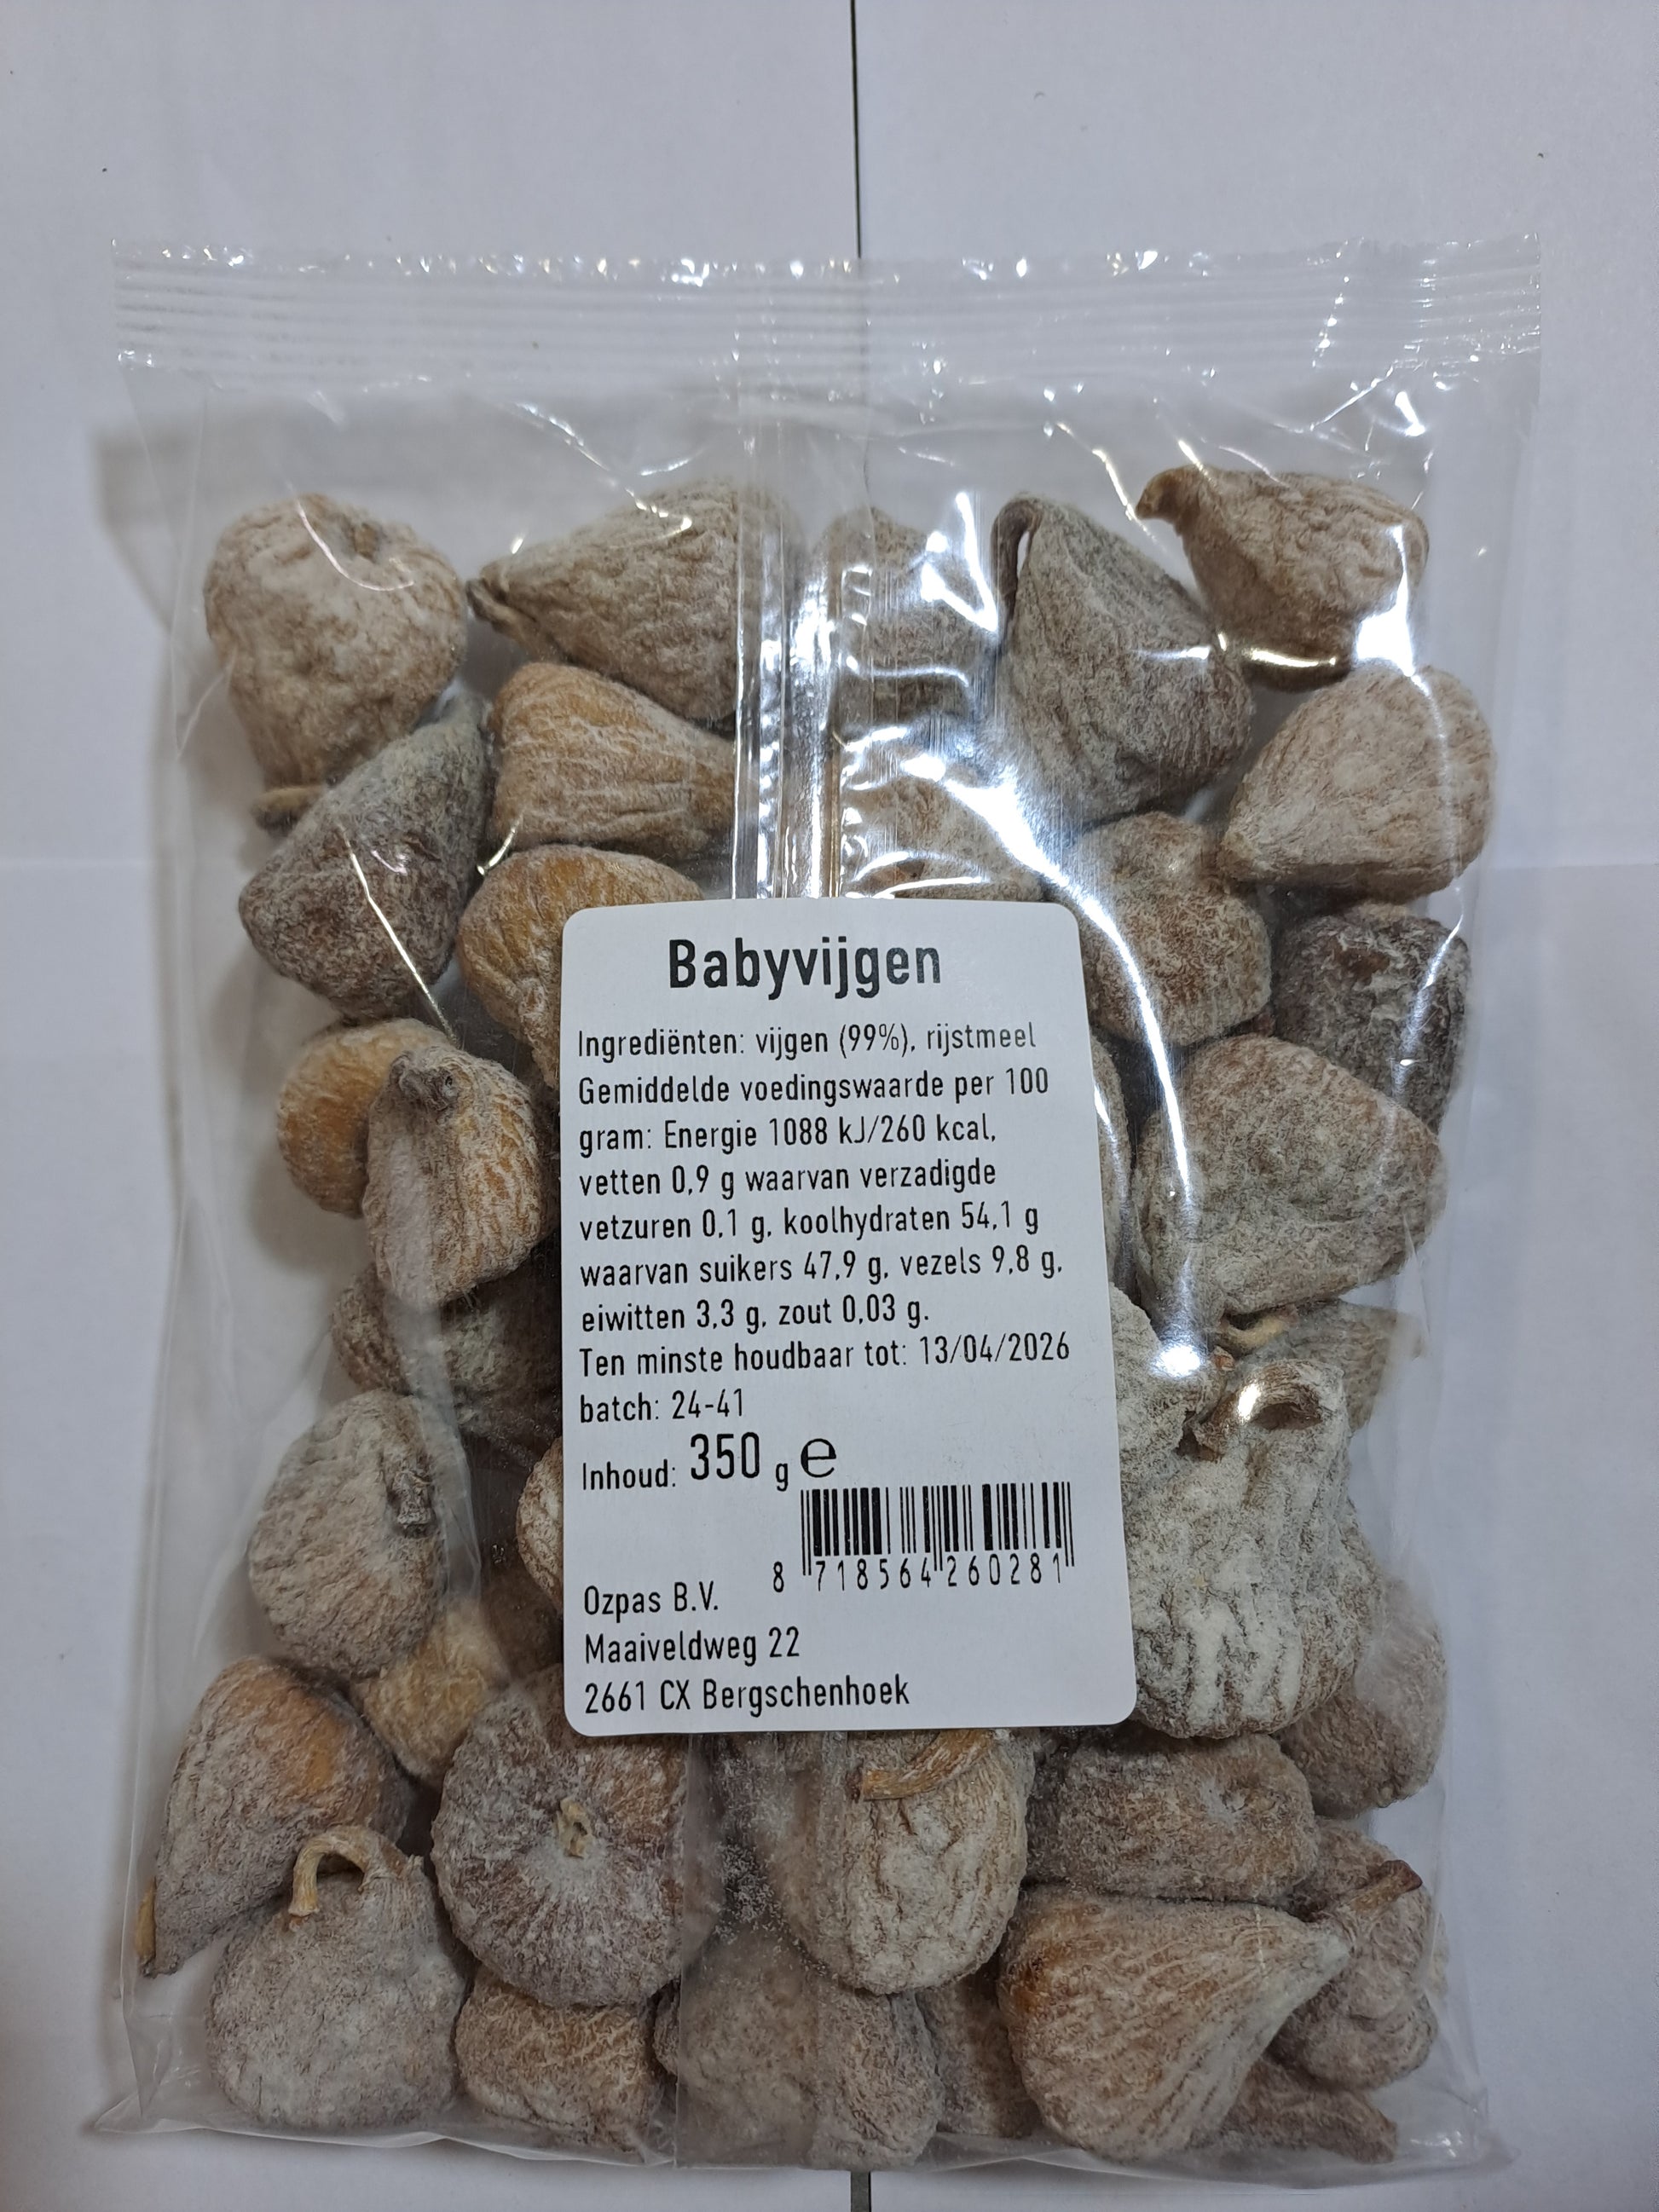 Babyvijgen
Ingrediënten: vijgen (99%), rijstmeel
Gemiddelde voedingswaarde per 100
gram: Energie 1088 kJ/260 kcal,
vetten 0,9 g waarvan verzadigde
vetzuren 0,1 g, koolhydraten 54,1 g
waarvan suikers 47,9 g, vezels 9,8 g,
eiwitten 3,3 g, zout 0,03 g.
Ten minste houdbaar tot: 13/04/2026
batch: 24-41
Inhoud: 350 g ℮
8 718564 260281
Ozpas B.V.
Maaiveldweg 22
2661 CX Bergschenhoek